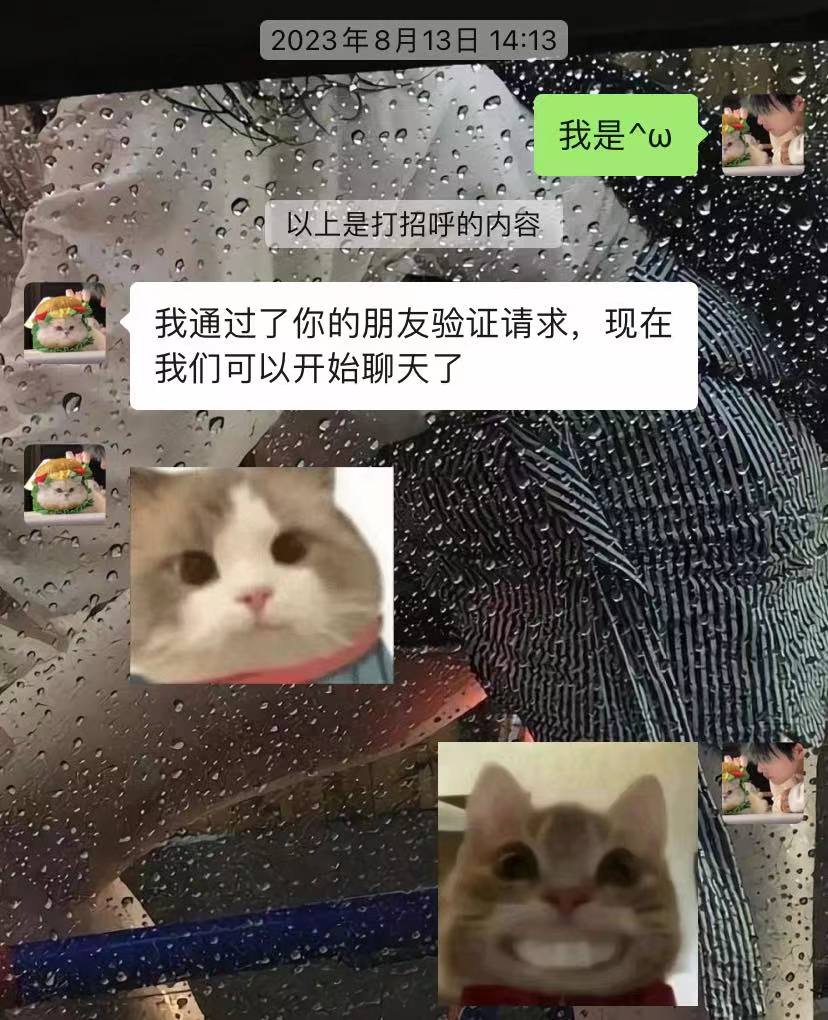 2023年8月13日 14:13
我是^ω
以上是打招呼的内容
我通过了你的朋友验证请求，现在
我们可以开始聊天了